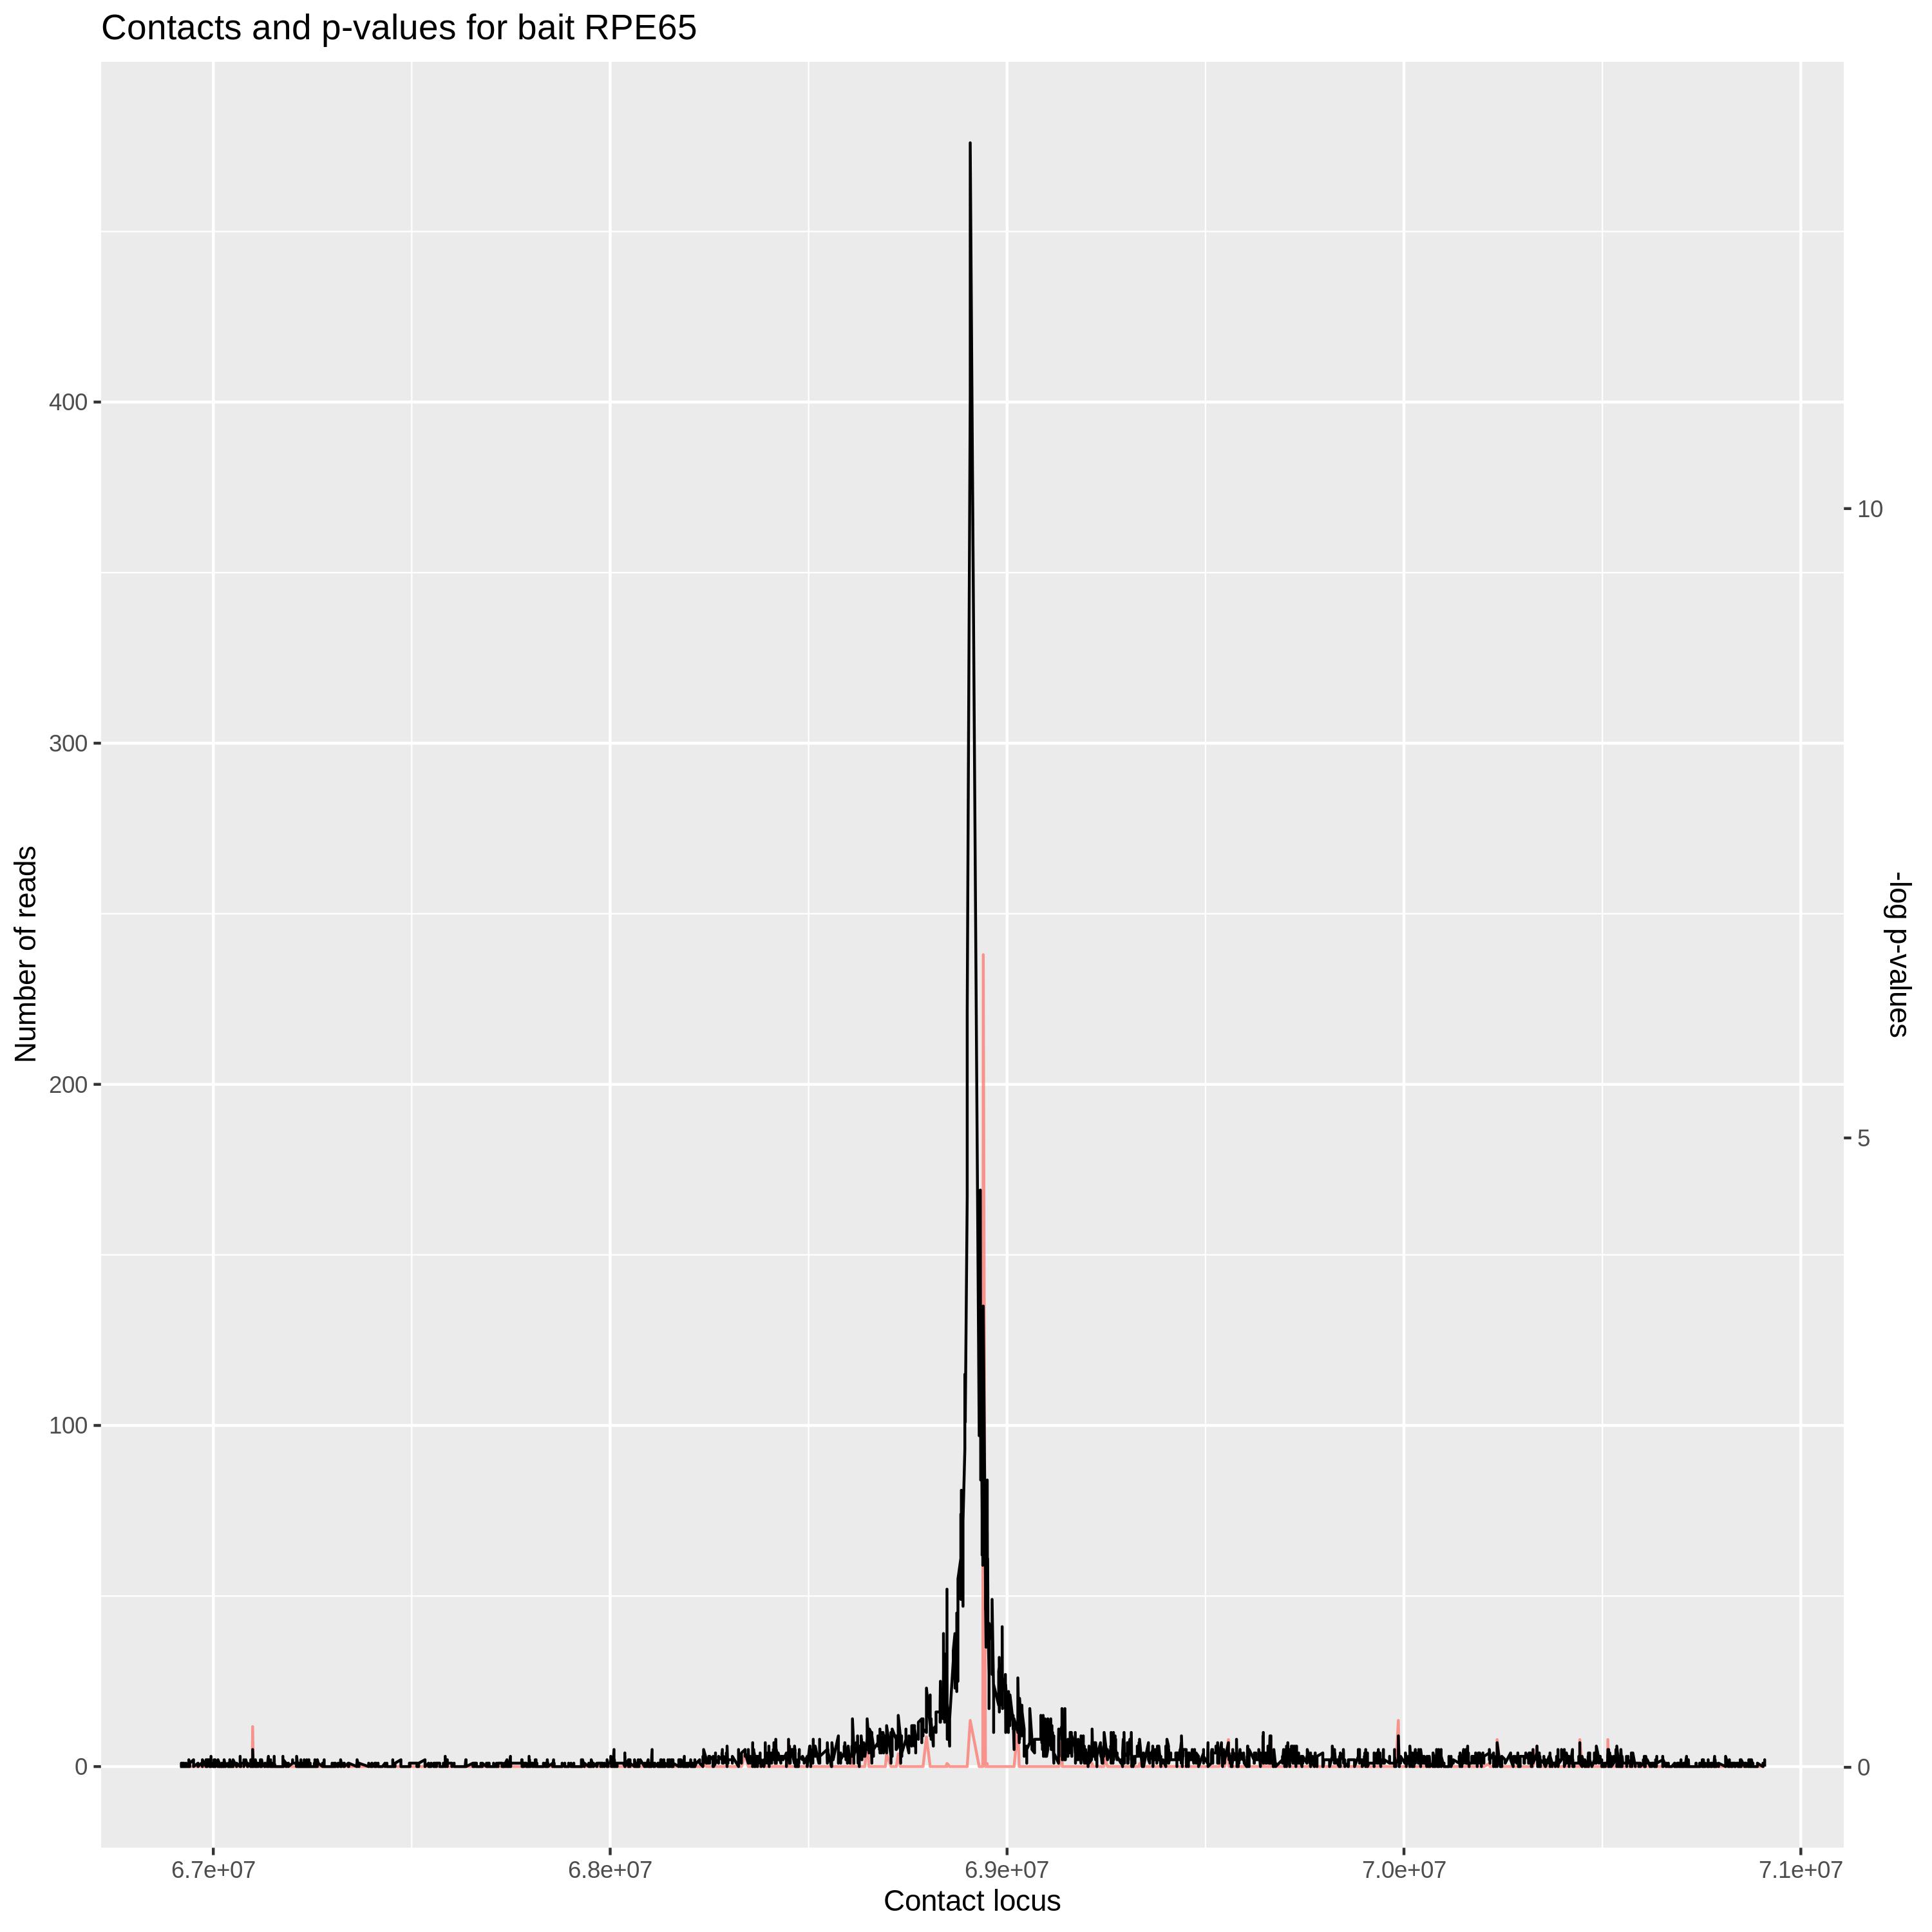 Contacts and p-values for bait RPE65
Number of reads
400
300
200
100
0
10
5
0
-log p-values
6.7e+07
6.8e+07
6.9e+07
7.0e+07
7.1e+07
Contact locus